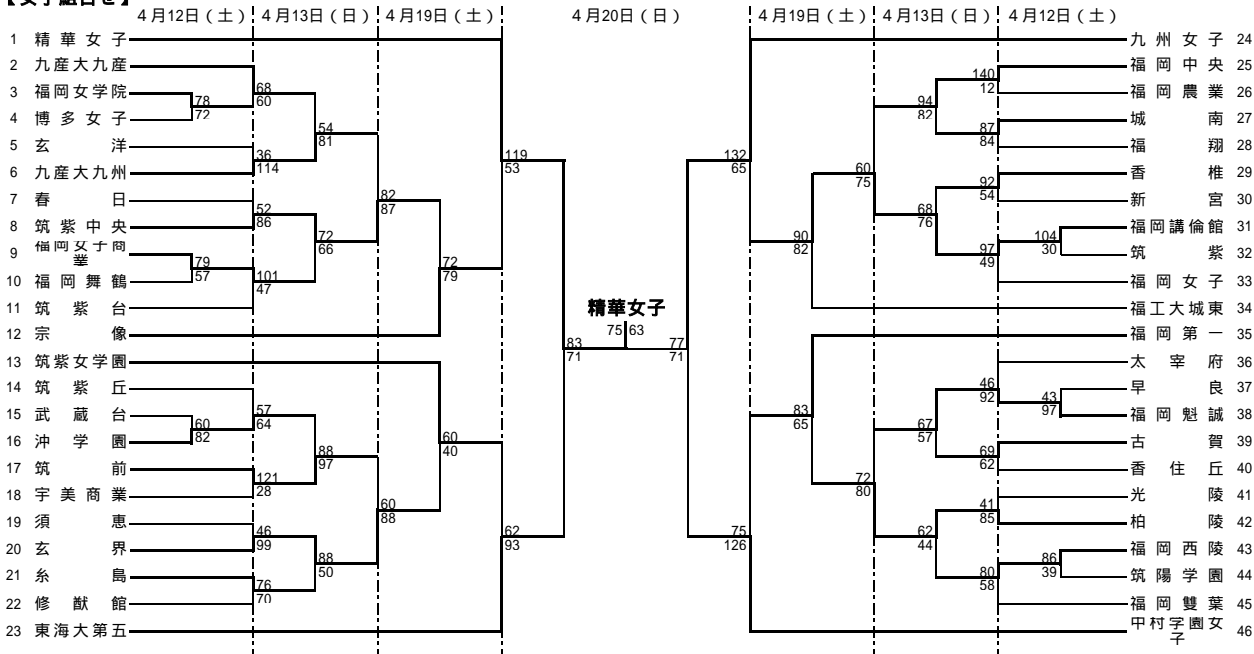 【女子組合せ】
4月12日(土) 4月13日(日) 4月19日(土) 4月20日(日) 4月19日(土) 4月13日(日) 4月12日(土)
1 精華女子
2 九産大九産
3 福岡女学院
4 博多女子
5 玄洋
6 九産大九州
7 春日
8 筑紫中央
9 福岡女子商業
10 福岡舞鶴
11 筑紫台
12 宗像
13 筑紫女学園
14 筑紫丘
15 武蔵台
16 沖学園
17 筑前
18 宇美商業
19 須恵
20 玄界
21 糸島
22 修猷館
23 東海大第五
78
72
68
60
36
114
52
86
79
57
101
47
54
81
72
66
82
87
72
79
119
53
60
82
57
64
121
28
46
99
76
70
88
97
88
50
60
88
60
40
62
93
83
71
精華女子
75 63
77
71
132
65
90
82
60
75
94
82
68
76
140
12
87
84
92
54
97
49
104
30
75
126
83
65
72
80
67
57
62
44
46
92
69
62
41
85
80
58
43
97
86
39
九州女子 24
福岡中央 25
福岡農業 26
城南 27
福翔 28
香椎 29
新宮 30
福岡講倫館 31
筑紫 32
福岡女子 33
福工大城東 34
福岡第一 35
太宰府 36
早良 37
福岡魁誠 38
古賀 39
香住丘 40
光陵 41
柏陵 42
福岡西陵 43
筑陽学園 44
福岡雙葉 45
中村学園女子 46